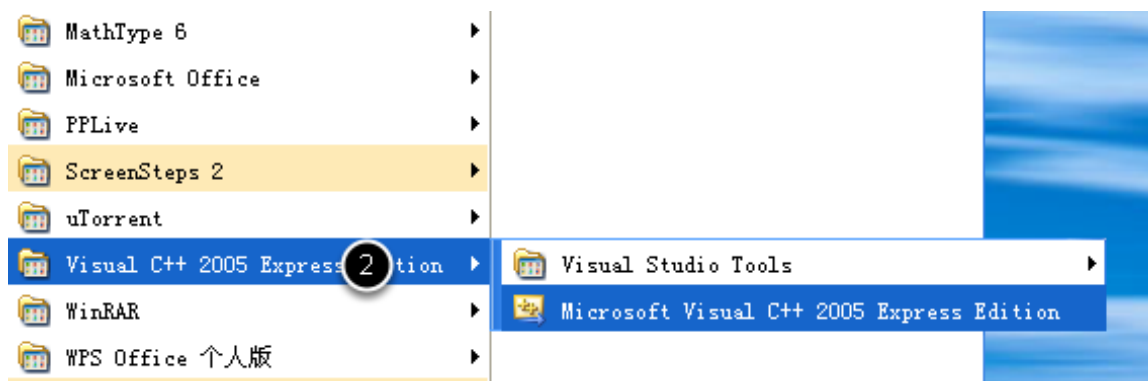 MathType 6
Microsoft Office
PPLive
ScreenSteps 2
uTorrent
Visual C++ 2005 Express 2 tion
Visual Studio Tools
WinRAR
Microsoft Visual C++ 2005 Express Edition
WPS Office 个人版